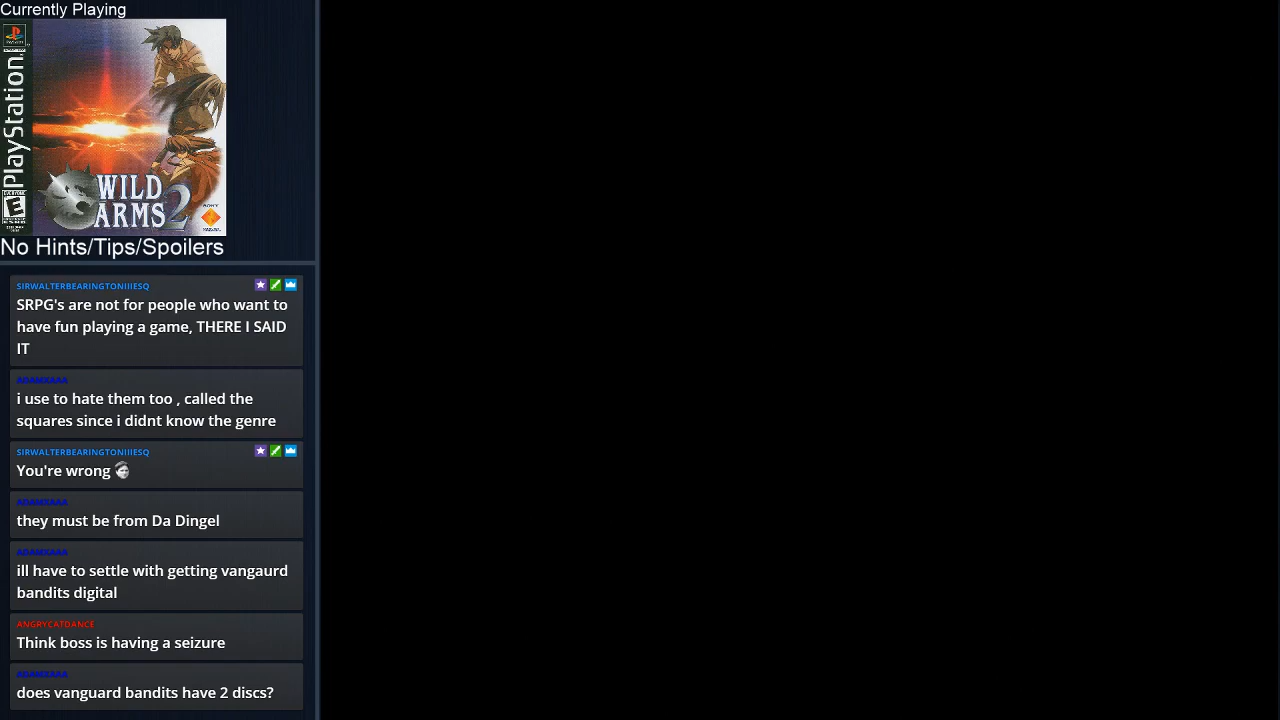 Currently Playing
PlayStation
WILD
ARMS 2
SONY
No Hints/Tips/Spoilers
SIRWALTERBEARINGTONIIIESQ
SRPG's are not for people who want to
have fun playing a game, THERE I SAID
IT
i use to hate them too , called the
squares since i didnt know the genre
SIRWALTERBEARINGTONIIIESQ
You're wrong
they must be from Da Dingel
ill have to settle with getting vangaurd
bandits digital
ANGRYCATDANCE
Think boss is having a seizure
does vanguard bandits have 2 discs?